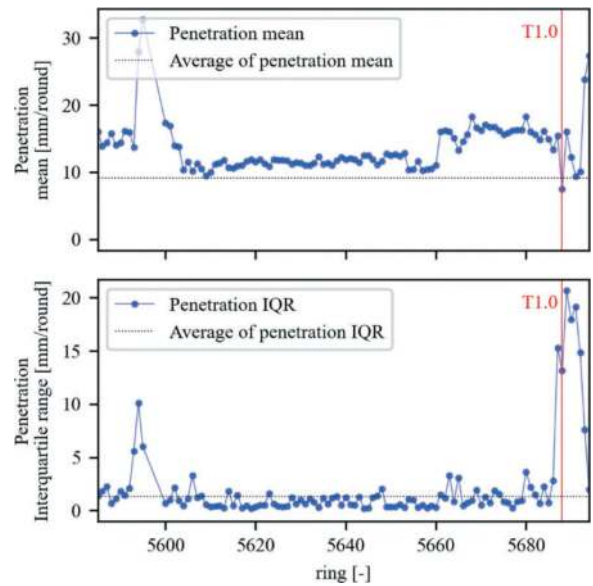 Penetration
mean [mm/round]
30
20
10
0
Penetration mean
Average of penetration mean
T1.0
Penetration
Interquartile range [mm/round]
20
15
10
5
0
Penetration IQR
Average of penetration IQR
T1.0
5600
5620
5640
5660
5680
ring [-]